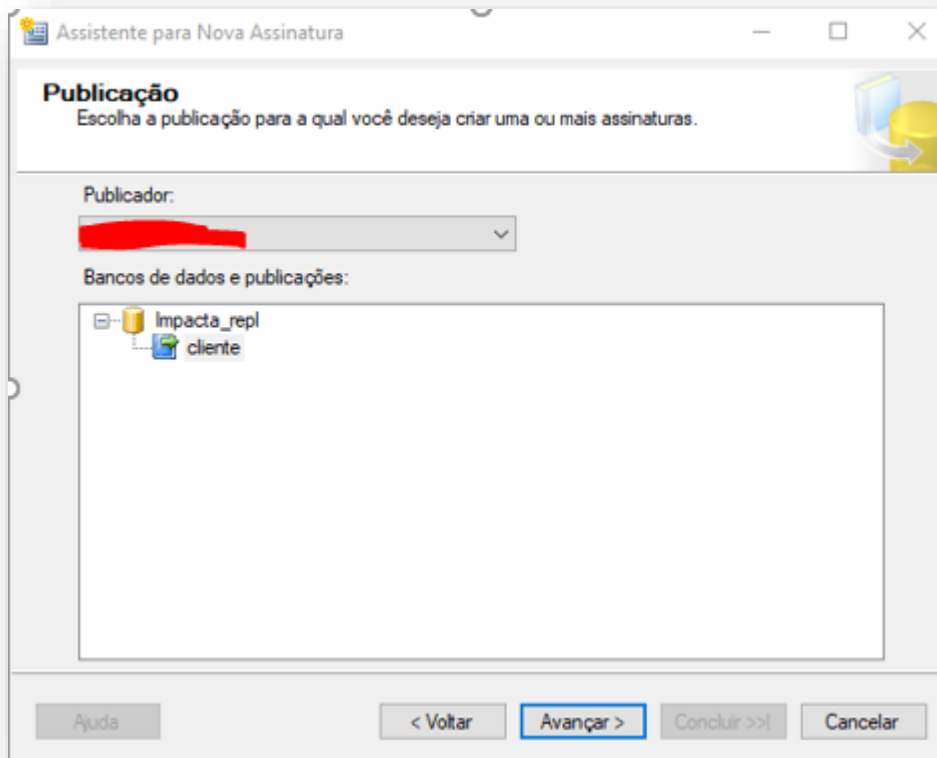 Assistente para Nova Assinatura
Publicação
Escolha a publicação para a qual você deseja criar uma ou mais assinaturas.
Publicador:
Bancos de dados e publicações:
Impacta_repl
cliente
Ajuda
< Voltar
Avançar >
Concluir >>|
Cancelar